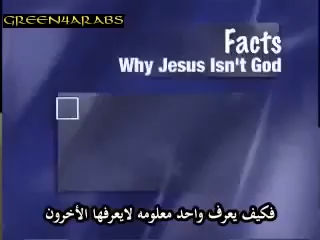 GREEN4ARABS
Facts
Why Jesus Isn't God
فكيف يعرف واحد معلومه لايعرفها الأخرون